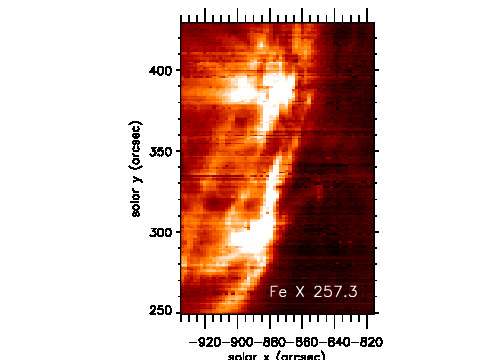 400
350
300
250
solar y (arcsec)
Fe X 257.3
-920 -900 -880 -860 -840 -820
solar x (arcsec)